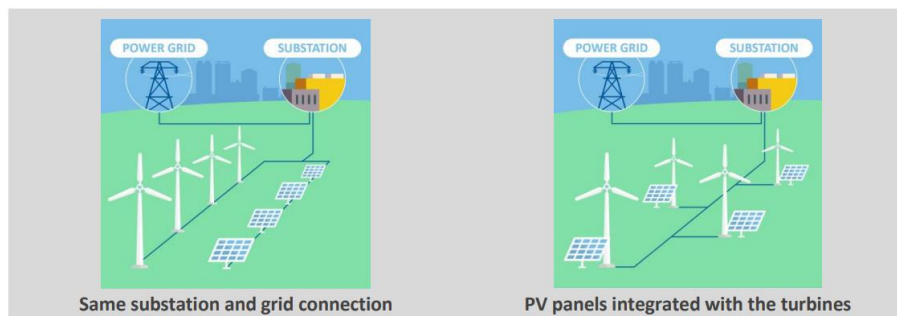 POWER GRID
SUBSTATION
Same substation and grid connection
POWER GRID
SUBSTATION
PV panels integrated with the turbines